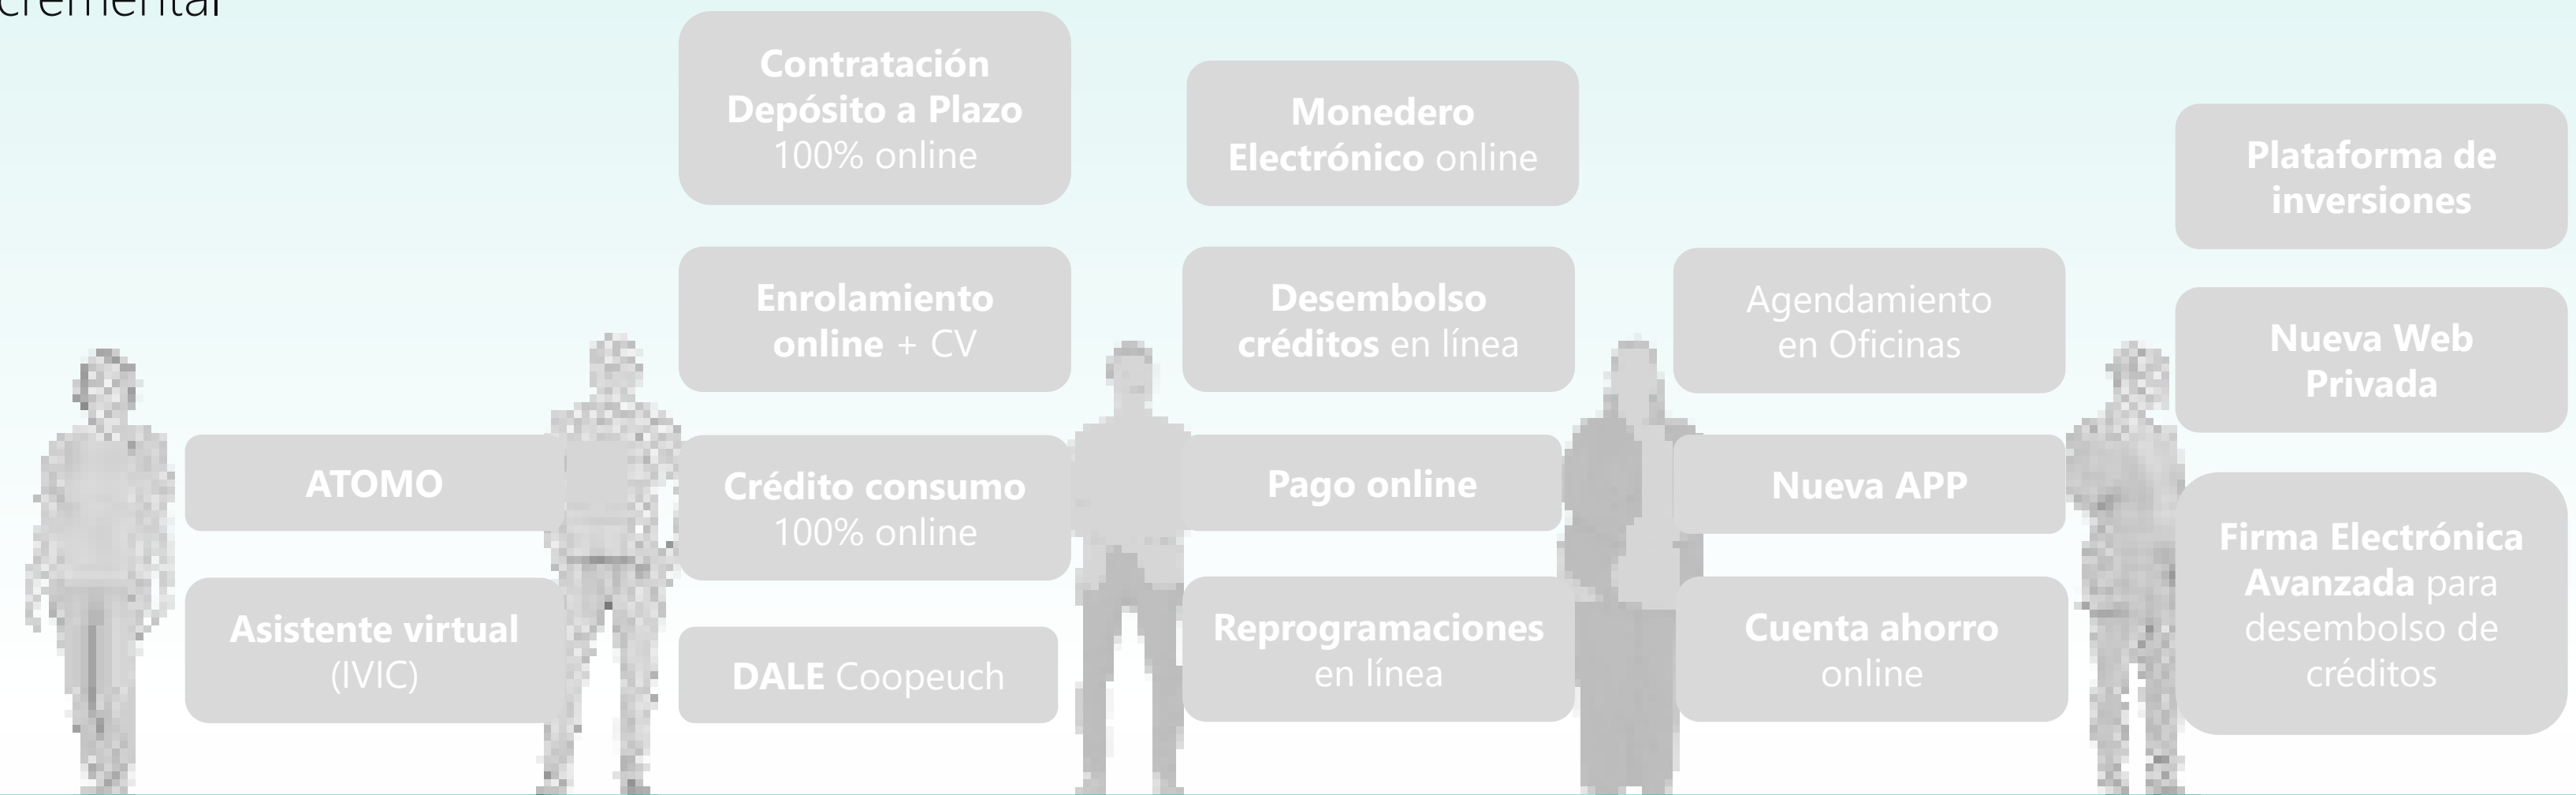 Contratación
Depósito a Plazo
100% online
Monedero
Electrónico online
Plataforma de
inversiones
Enrolamiento
online + CV
Desembolso
créditos en línea
Agendamiento
en Oficinas
Nueva Web
Privada
ATOMO
Crédito consumo
100% online
Pago online
Nueva APP
Firma Electrónica
Avanzada para
desembolso de
créditos
Asistente virtual
(IVIC)
DALE Coopeuch
Reprogramaciones
en línea
Cuenta ahorro
online